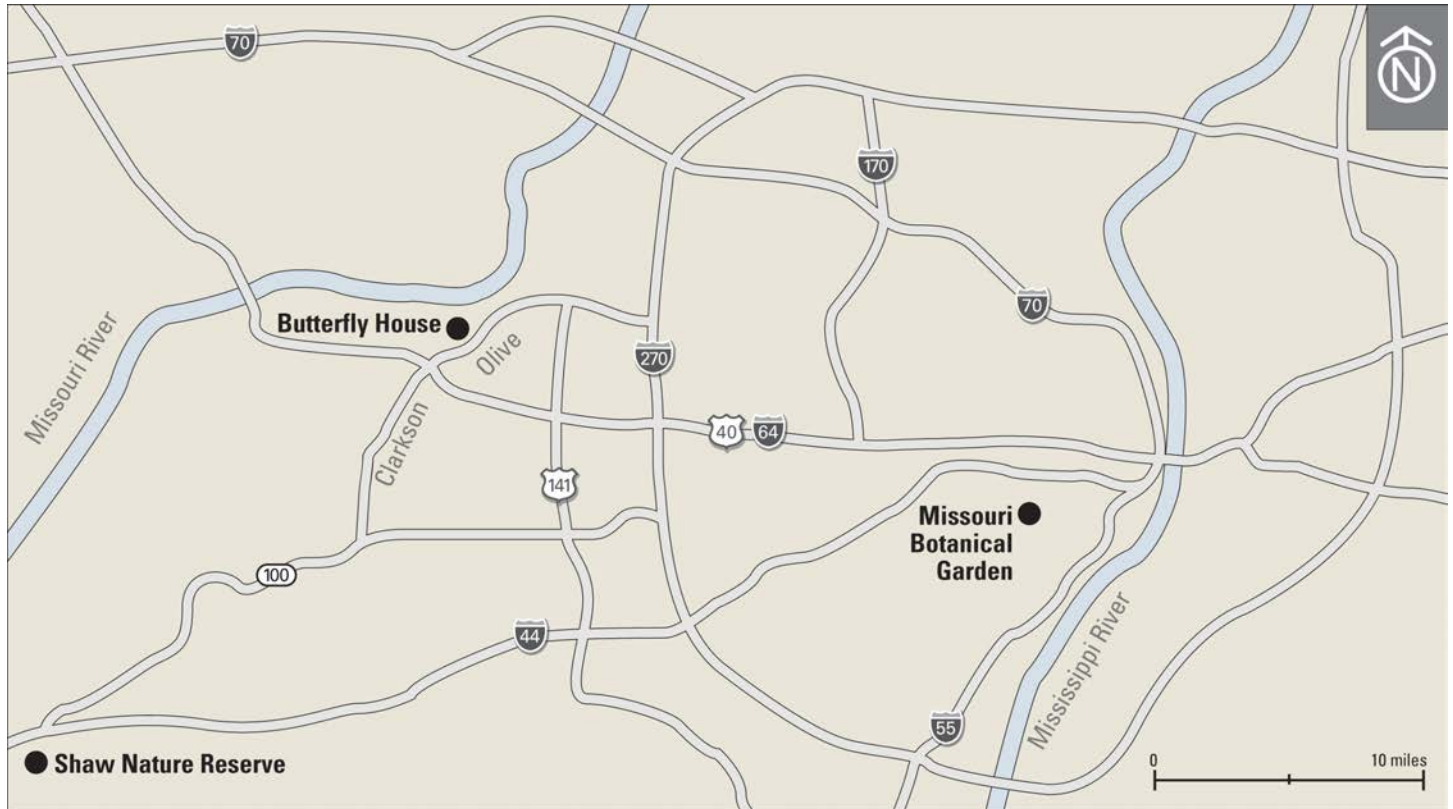 70
N
170
Missouri River
Butterfly House
Olive
270
70
Clarkson
40
64
141
Missouri
Botanical
Garden
100
44
Mississippi River
55
Shaw Nature Reserve
0
10 miles